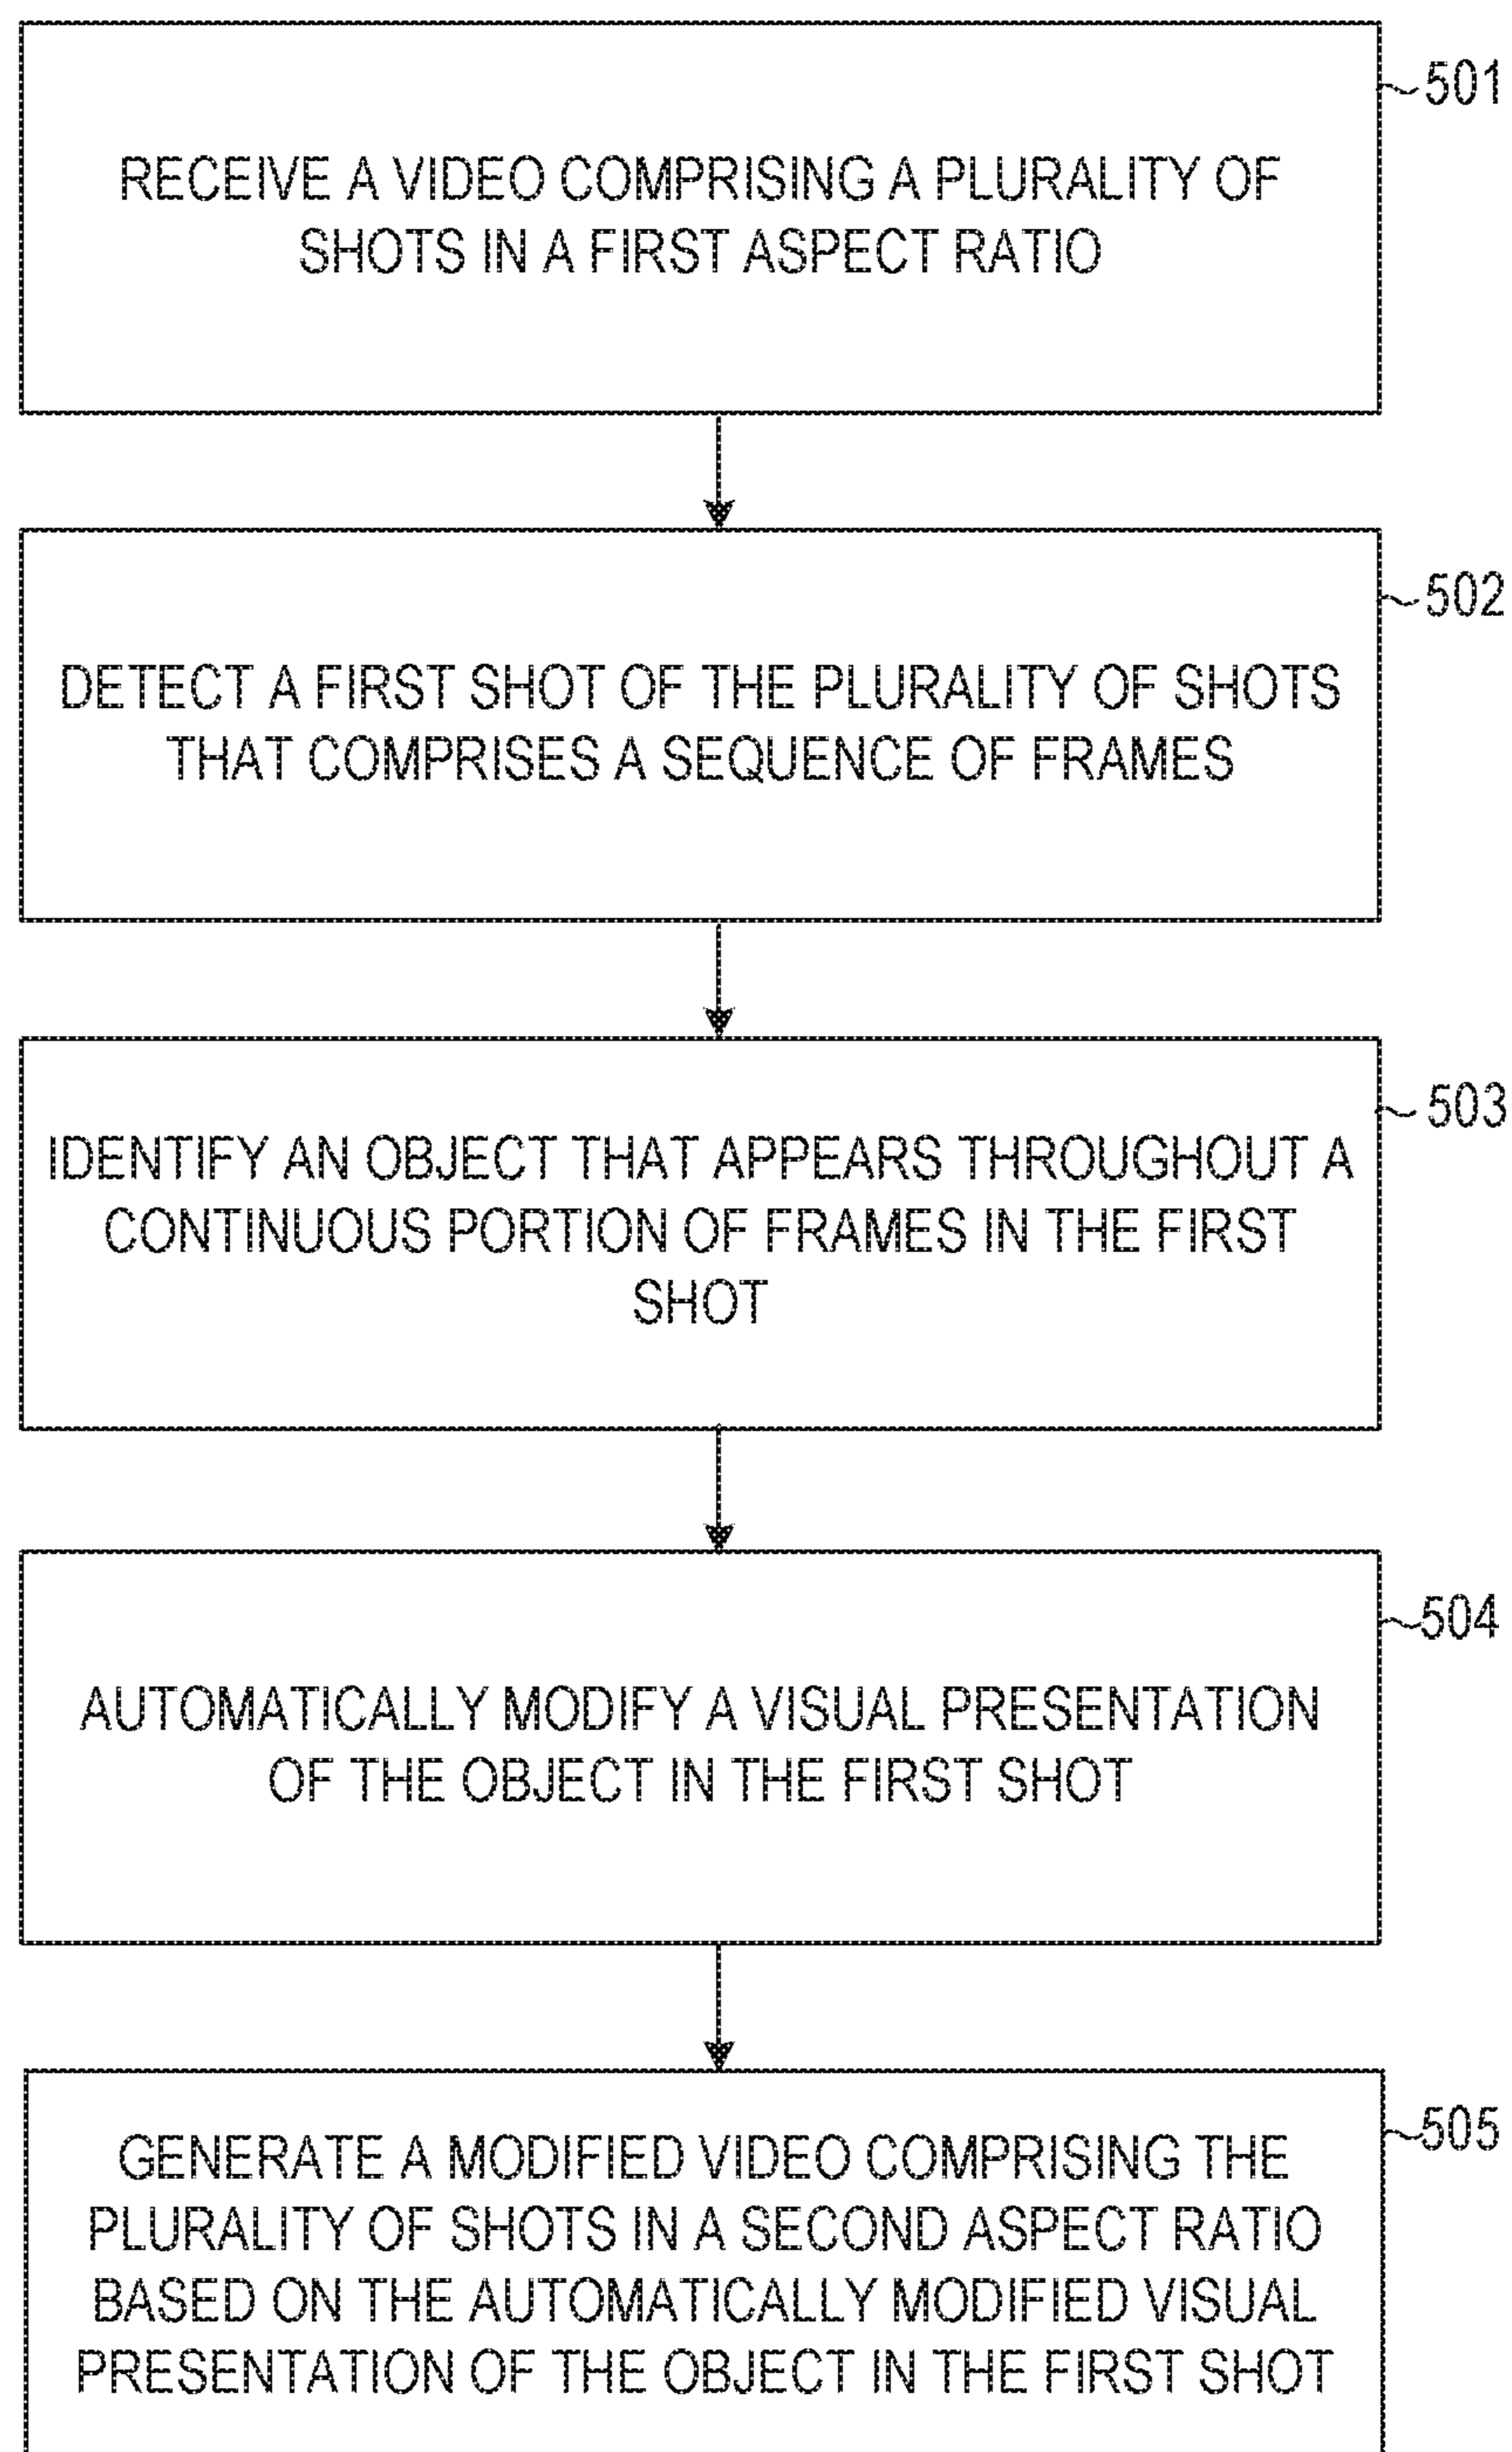 501
RECEIVE A VIDEO COMPRISING A PLURALITY OF
SHOTS IN A FIRST ASPECT RATIO
502
DETECT A FIRST SHOT OF THE PLURALITY OF SHOTS
THAT COMPRISES A SEQUENCE OF FRAMES
503
IDENTIFY AN OBJECT THAT APPEARS THROUGHOUT A
CONTINUOUS PORTION OF FRAMES IN THE FIRST
SHOT
504
AUTOMATICALLY MODIFY A VISUAL PRESENTATION
OF THE OBJECT IN THE FIRST SHOT
505
GENERATE A MODIFIED VIDEO COMPRISING THE
PLURALITY OF SHOTS IN A SECOND ASPECT RATIO
BASED ON THE AUTOMATICALLY MODIFIED VISUAL
PRESENTATION OF THE OBJECT IN THE FIRST SHOT